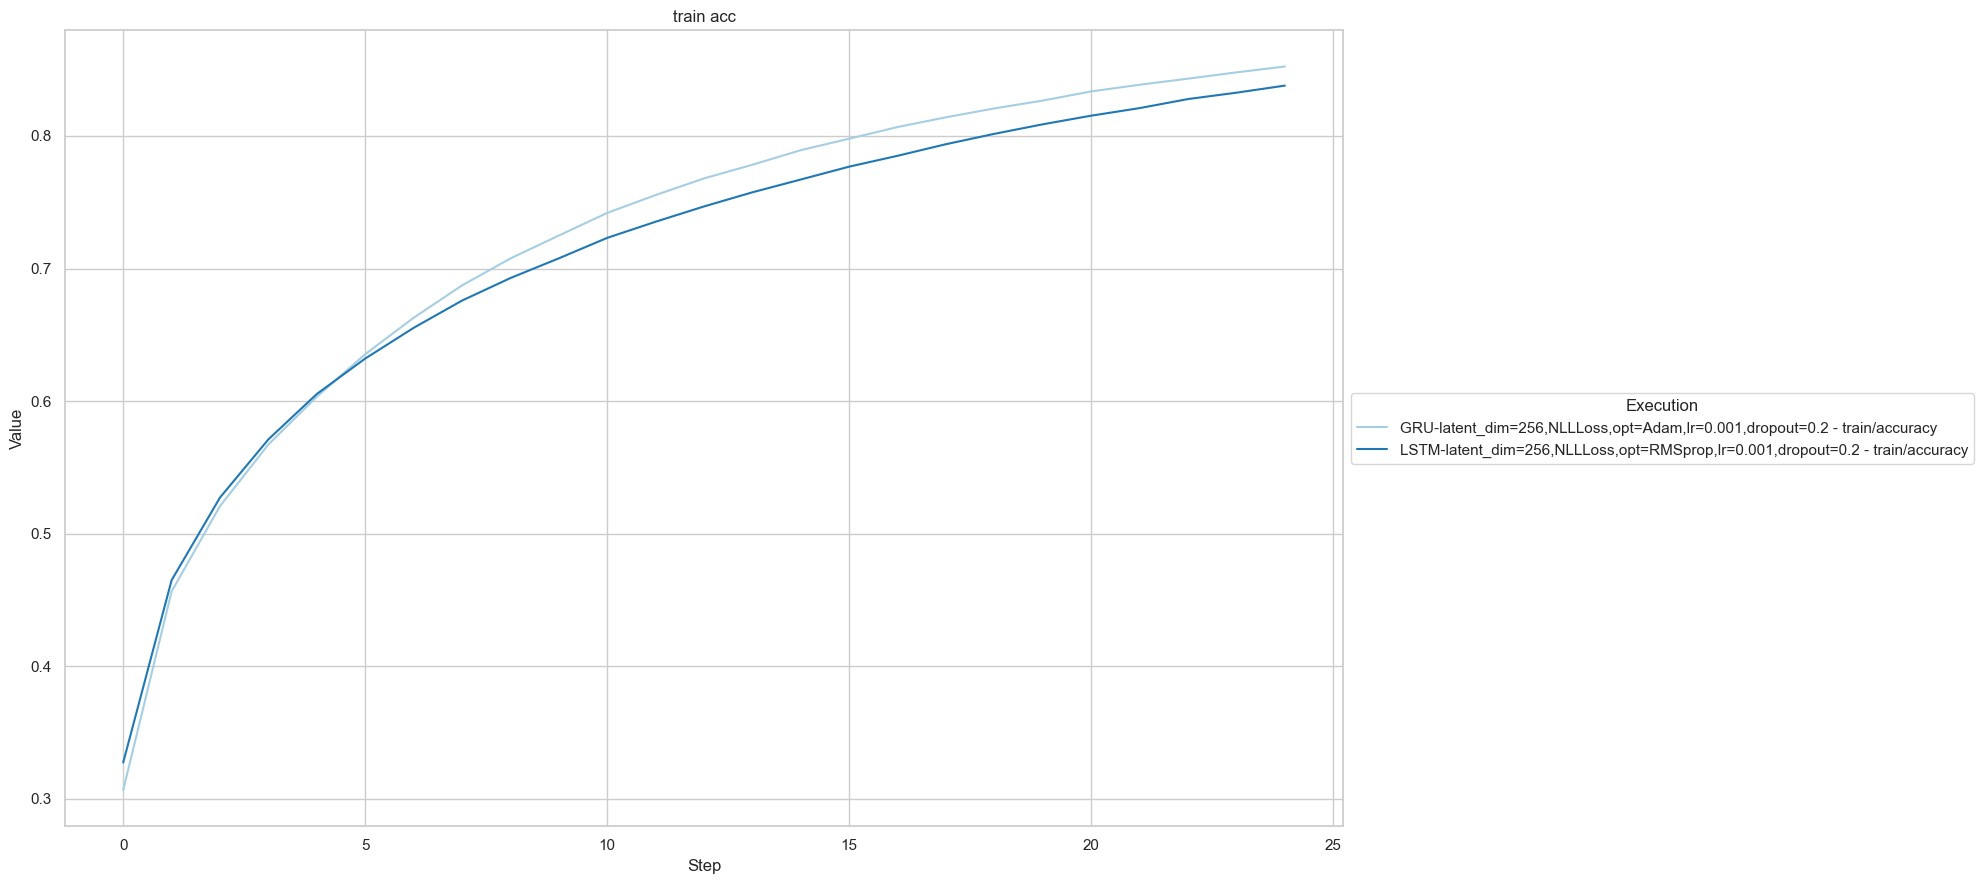 train acc
Value
0.8
0.7
0.6
0.5
0.4
0.3
0 5 10 15 20 25
Step
Execution
GRU-latent_dim=256,NLLLoss,opt=Adam,lr=0.001,dropout=0.2 - train/accuracy
LSTM-latent_dim=256,NLLLoss,opt=RMSprop,lr=0.001,dropout=0.2 - train/accuracy